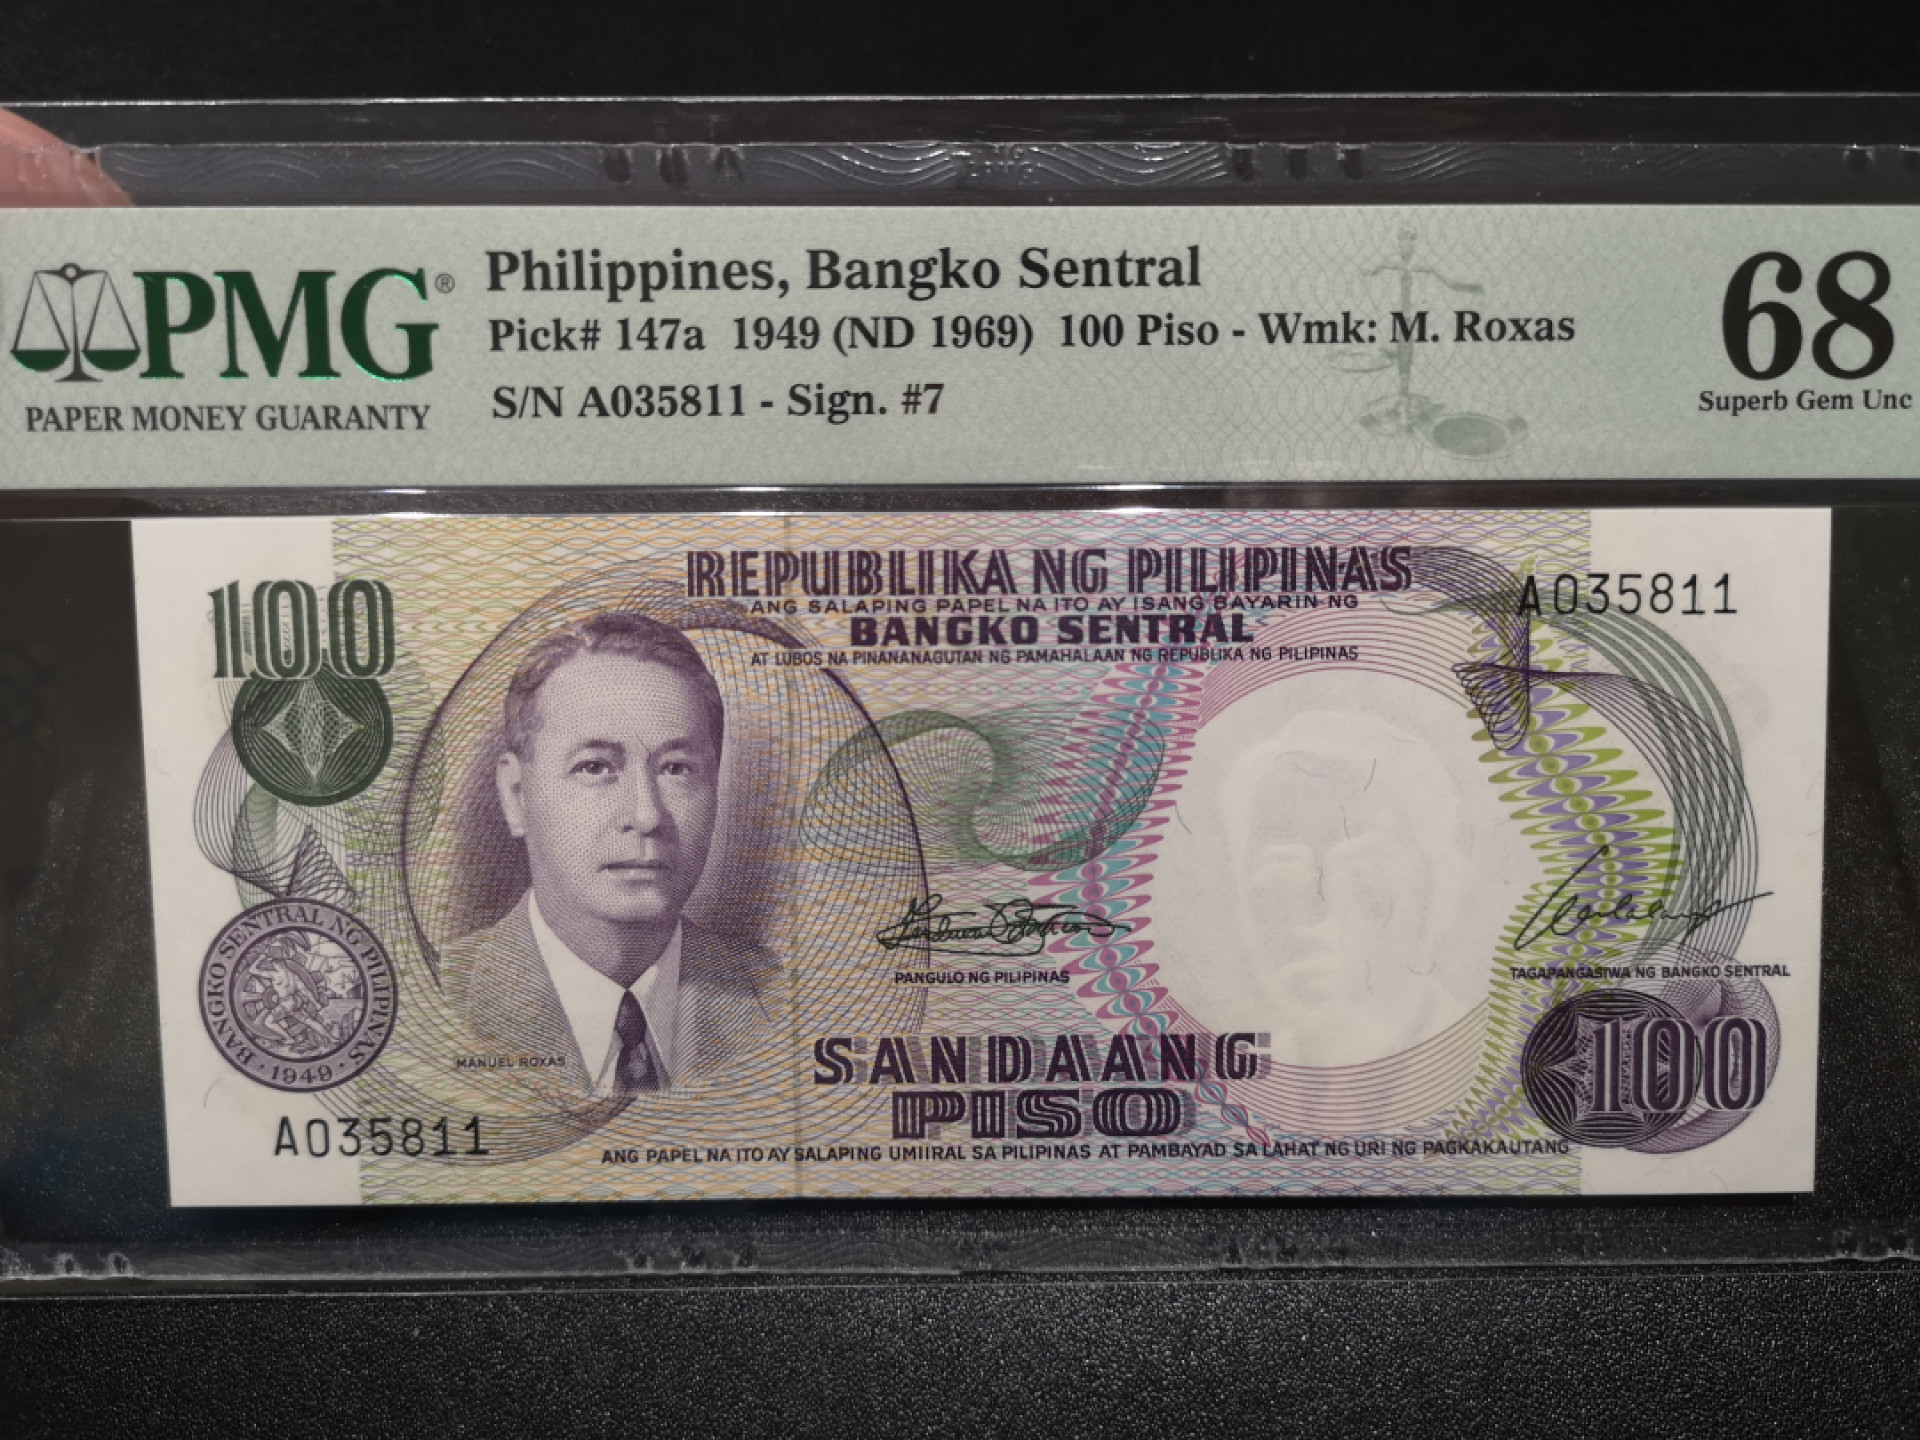 PMG®
PAPER MONEY GUARANTY
Philippines, Bangko Sentral
Pick# 147a 1949 (ND 1969) 100 Piso - Wmk: M. Roxas
S/N A035811 - Sign. #7
68
Superb Gem Unc
100
REPUBLIKA NG PILIPINAS
ANG SALAPING PAPEL NA ITO AY ISANG BAYARIN NG
BANGKO SENTRAL
AT LUBOS NA PINANANAGUTAN NG PAMAHALAAN NG REPUBLIKA NG PILIPINAS
A035811
PANGULO NG PILIPINAS
TAGAPANGASIWA NG BANGKO SENTRAL
BANGKO SENTRAL NG PILIPINAS
· 1949 ·
MANUEL ROXAS
SANDAANG
PISO
100
A035811
ANG PAPEL NA ITO AY SALAPING UMIIRAL SA PILIPINAS AT PAMBAYAD SA LAHAT NG URI NG PAGKAKAUTANG